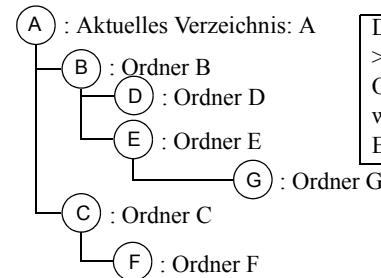 A : Aktuelles Verzeichnis: A
B : Ordner B
D : Ordner D
E : Ordner E
G : Ordner G
C : Ordner C
F : Ordner F